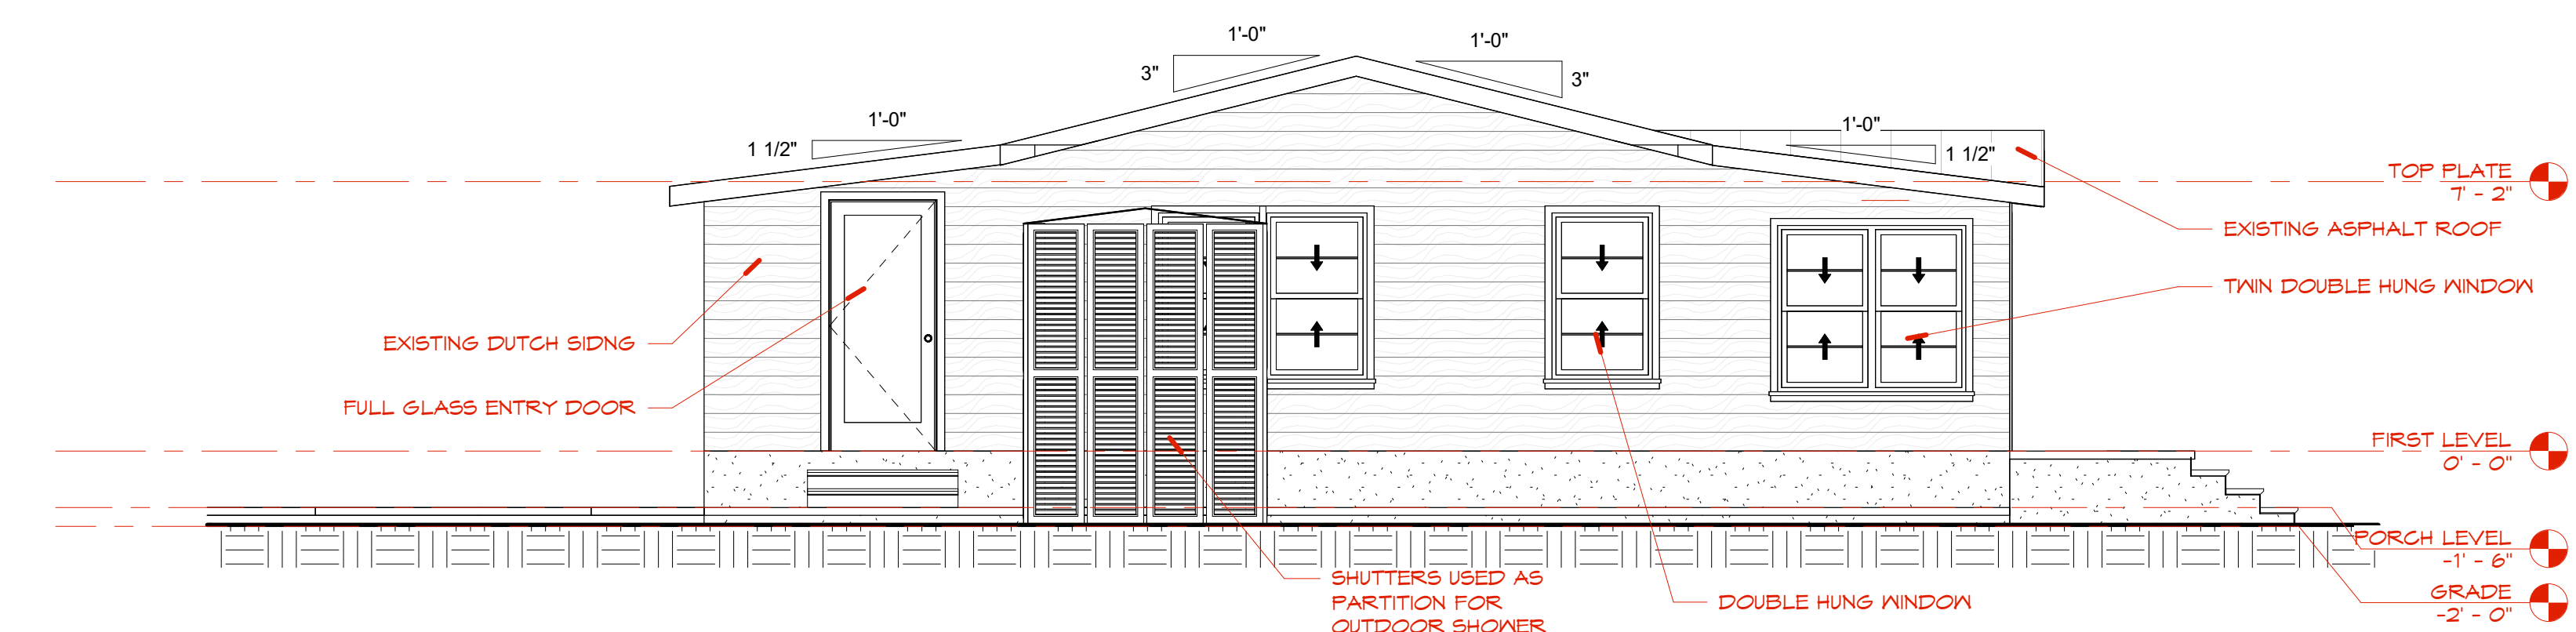 1'-0"
1'-0"
3"
3"
1'-0"
1'-0"
1 1/2"
1 1/2"
TOP PLATE
7' - 2"
EXISTING ASPHALT ROOF
TWIN DOUBLE HUNG WINDOW
EXISTING DUTCH SIDNG
FULL GLASS ENTRY DOOR
FIRST LEVEL
0' - 0"
PORCH LEVEL
-1' - 6"
SHUTTERS USED AS
PARTITION FOR
OUTDOOR SHOWER
DOUBLE HUNG WINDOW
GRADE
-2' - 0"